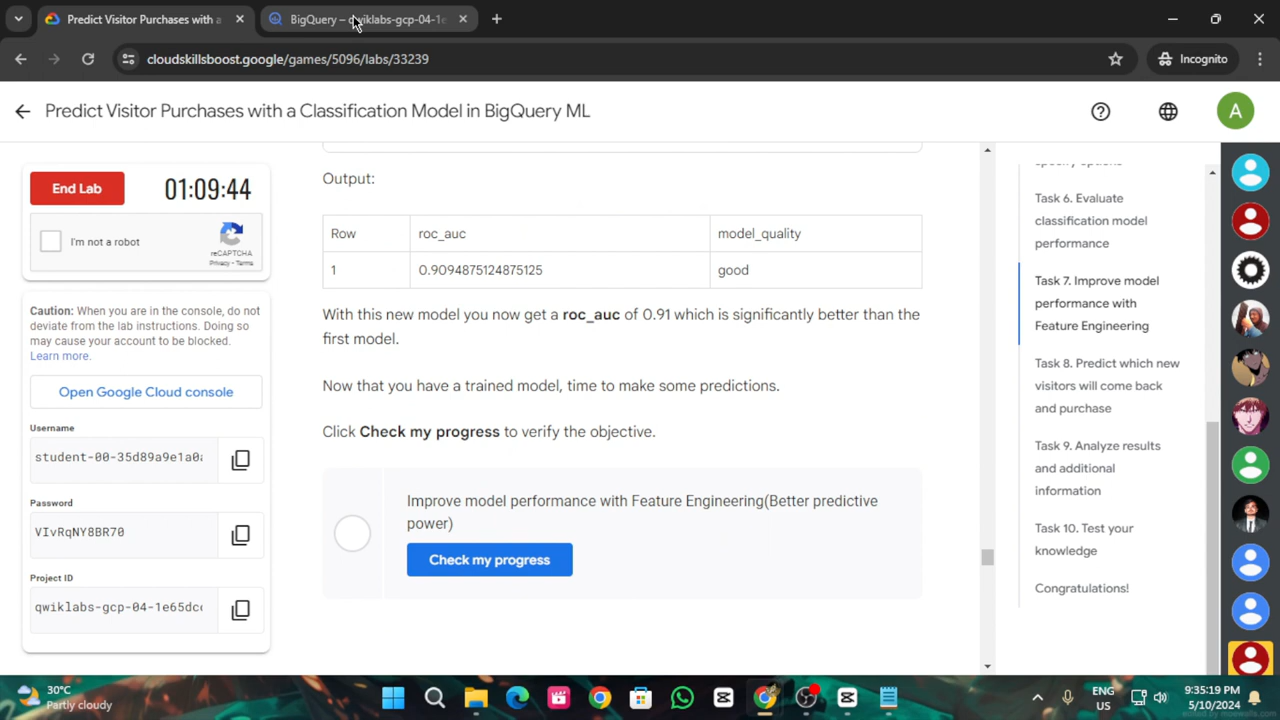 Predict Visitor Purchases with a
BigQuery – qwiklabs-gcp-04-1e
cloudskillsboost.google/games/5096/labs/33239
Incognito
Predict Visitor Purchases with a Classification Model in BigQuery ML
A
End Lab
01:09:44
I'm not a robot
reCAPTCHA
Privacy - Terms
Caution: When you are in the console, do not
deviate from the lab instructions. Doing so
may cause your account to be blocked.
Learn more.
Open Google Cloud console
Username
student-00-35d89a9e1a0
Password
VIvRqNY8BR70
Project ID
qwiklabs-gcp-04-1e65dc
Output:
Row roc_auc model_quality
1 0.9094875124875125 good
With this new model you now get a roc_auc of 0.91 which is significantly better than the
first model.
Now that you have a trained model, time to make some predictions.
Click Check my progress to verify the objective.
Improve model performance with Feature Engineering(Better predictive
power)
Check my progress
specify options
Task 6. Evaluate
classification model
performance
Task 7. Improve model
performance with
Feature Engineering
Task 8. Predict which new
visitors will come back
and purchase
Task 9. Analyze results
and additional
information
Task 10. Test your
knowledge
Congratulations!
30°C
Partly cloudy
ENG
US
9:35:19 PM
5/10/2024